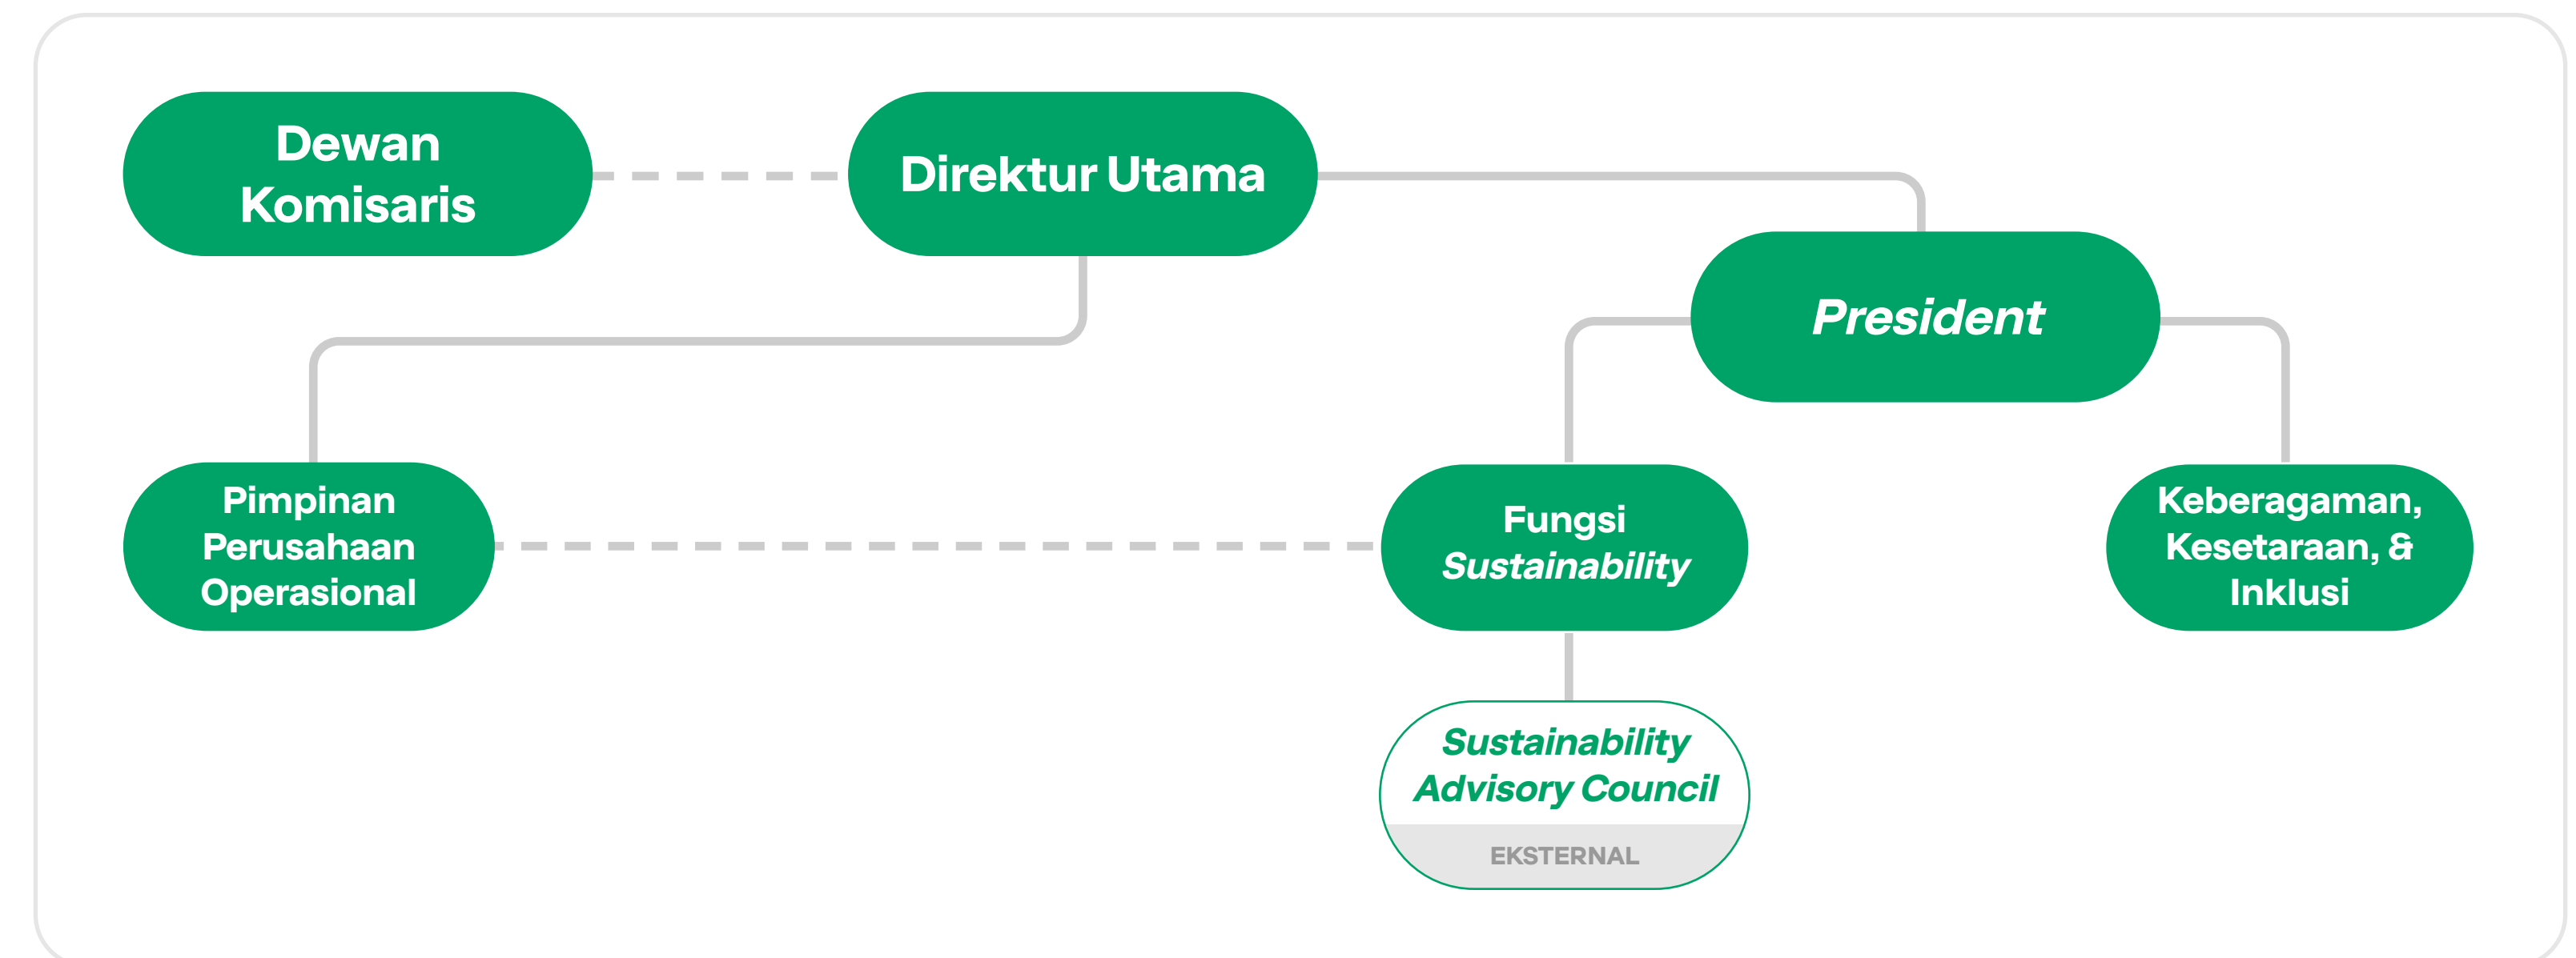 Dewan
Komisaris
Direktur Utama
President
Pimpinan
Perusahaan
Operasional
Fungsi
Sustainability
Keberagaman,
Kesetaraan, &
Inklusi
Sustainability
Advisory Council
EKSTERNAL